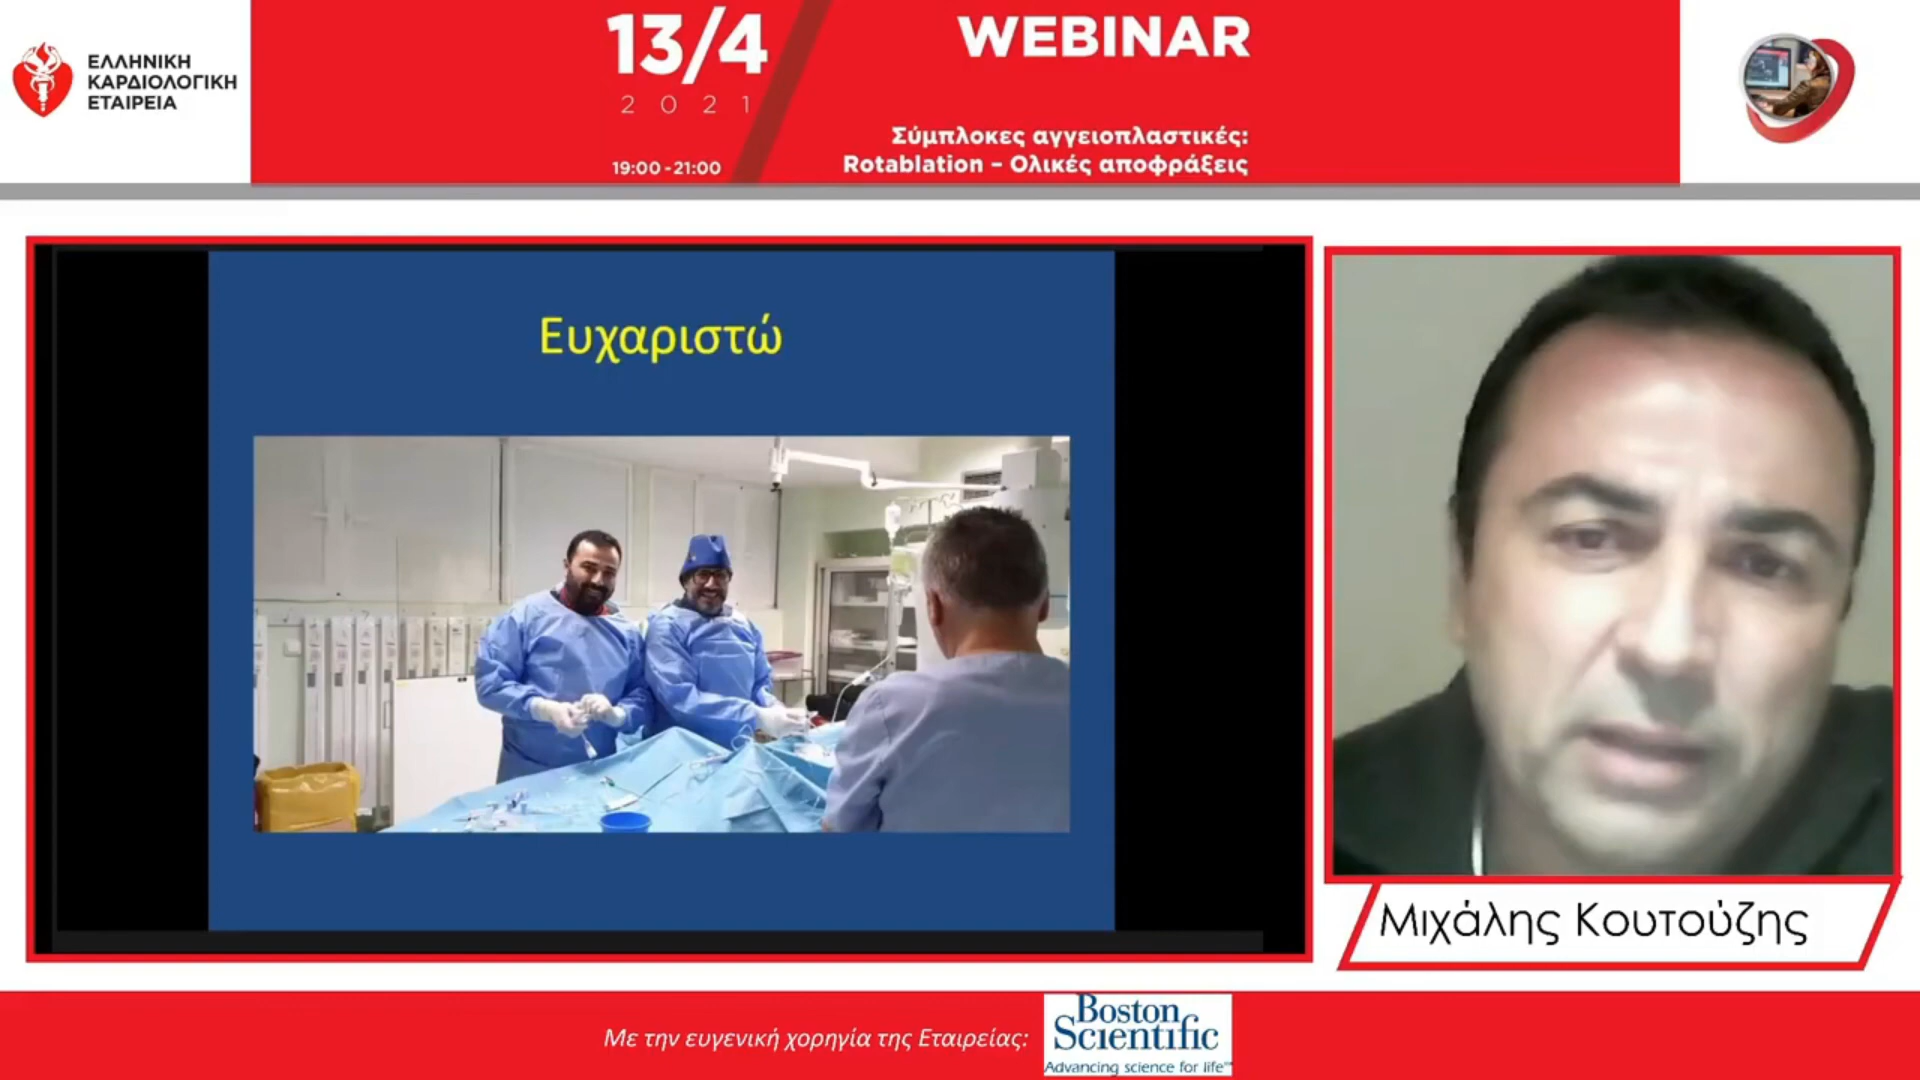 ΕΛΛΗΝΙΚΗ
ΚΑΡΔΙΟΛΟΓΙΚΗ
ΕΤΑΙΡΕΙΑ
13/4
2021
19:00-21:00
WEBINAR
Σύμπλοκες αγγειοπλαστικές:
Rotablation – Ολικές αποφράξεις
Ευχαριστώ
Μιχάλης Κουτούζης
Με την ευγενική χορηγία της Εταιρείας:
Boston
Scientific
Advancing science for life™